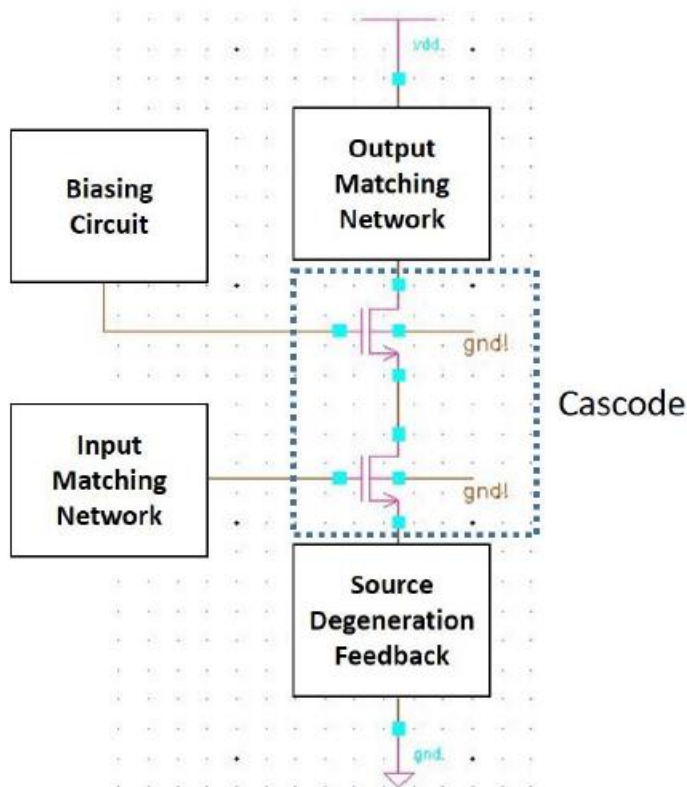 vdd.
Output
Matching
Network
Biasing
Circuit
gnd!
Cascode
Input
Matching
Network
gnd!
Source
Degeneration
Feedback
gnd.